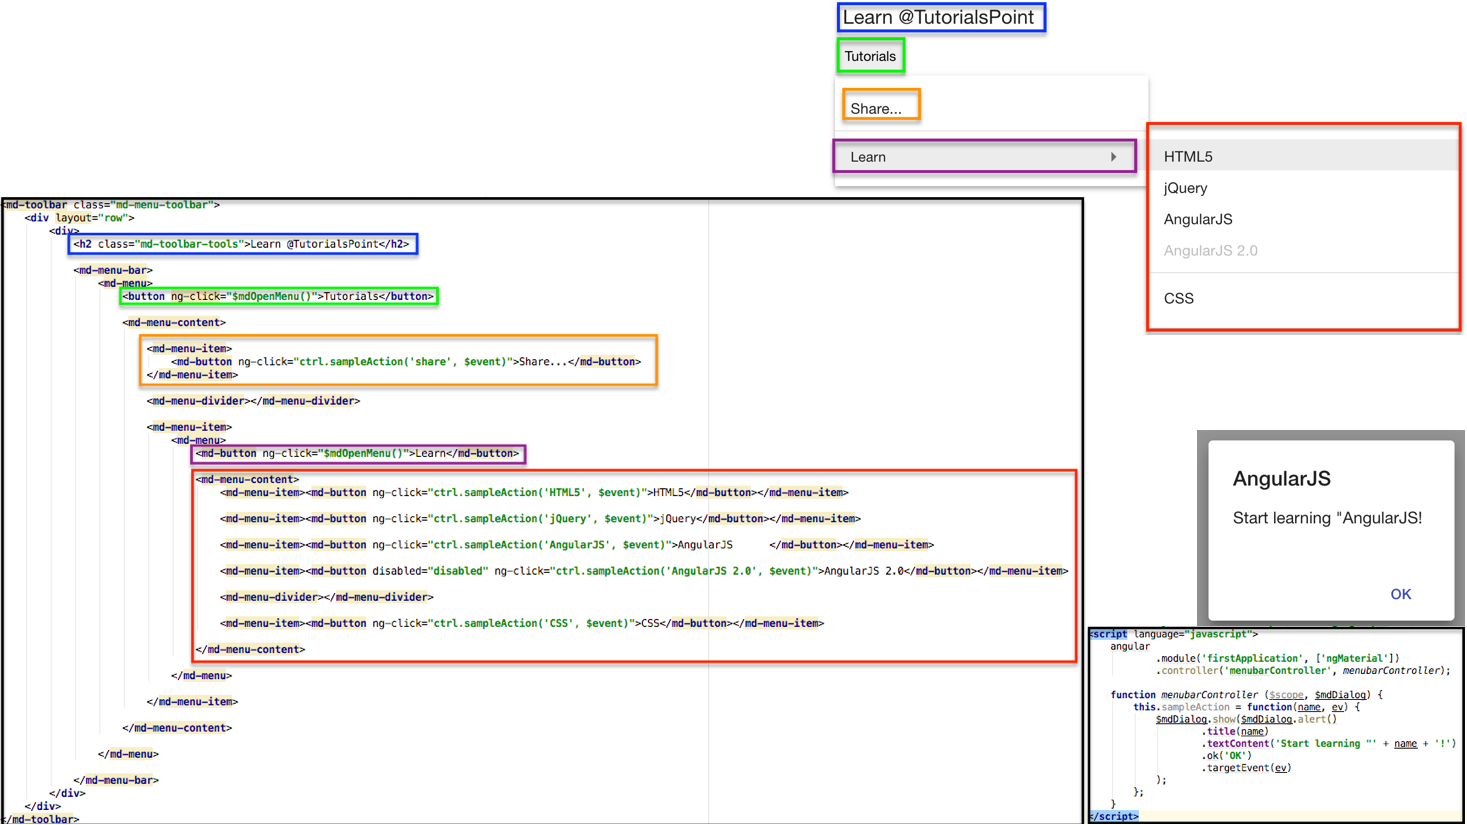 Learn @TutorialsPoint
Tutorials
Share...
Learn
HTML5
jQuery
AngularJS
AngularJS 2.0
CSS
<md-toolbar class="md-menu-toolbar">
<div layout="row">
<div>
<h2 class="md-toolbar-tools">Learn @TutorialsPoint</h2>
<md-menu-bar>
<md-menu>
<button ng-click="$mdOpenMenu()">Tutorials</button>
<md-menu-content>
<md-menu-item>
<md-button ng-click="ctrl.sampleAction('share', $event)">Share...</md-button>
</md-menu-item>
<md-menu-divider></md-menu-divider>
<md-menu-item>
<md-menu>
<md-button ng-click="$mdOpenMenu()">Learn</md-button>
<md-menu-content>
<md-menu-item><md-button ng-click="ctrl.sampleAction('HTML5', $event)">HTML5</md-button></md-menu-item>
<md-menu-item><md-button ng-click="ctrl.sampleAction('jQuery', $event)">jQuery</md-button></md-menu-item>
<md-menu-item><md-button ng-click="ctrl.sampleAction('AngularJS', $event)">AngularJS </md-button></md-menu-item>
<md-menu-item><md-button disabled="disabled" ng-click="ctrl.sampleAction('AngularJS 2.0', $event)">AngularJS 2.0</md-button></md-menu-item>
<md-menu-divider></md-menu-divider>
<md-menu-item><md-button ng-click="ctrl.sampleAction('CSS', $event)">CSS</md-button></md-menu-item>
</md-menu-content>
</md-menu>
</md-menu-item>
</md-menu-content>
</md-menu>
</md-menu-bar>
</div>
</div>
</md-toolbar>
AngularJS
Start learning "AngularJS!
OK
<script language="javascript">
angular
.module('firstApplication', ['ngMaterial'])
.controller('menubarController', menubarController);
function menubarController ($scope, $mdDialog) {
this.sampleAction = function(name, ev) {
$mdDialog.show($mdDialog.alert()
.title(name)
.textContent('Start learning "' + name + '!')
.ok('OK')
.targetEvent(ev)
);
};
}
</script>